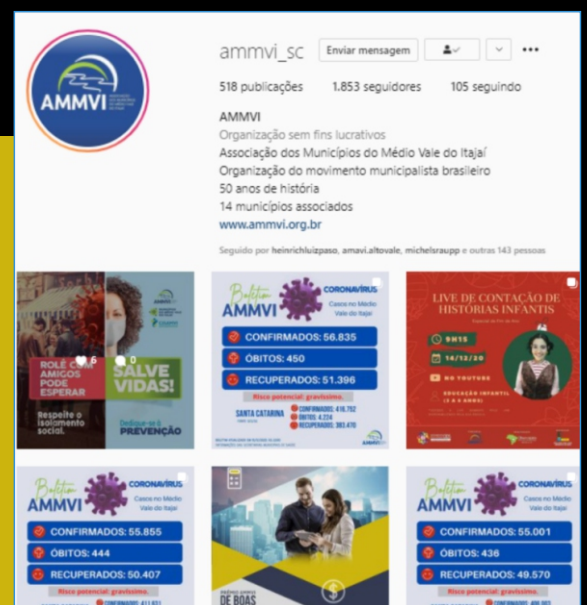 ammvi_sc
Enviar mensagem
518 publicações 1.853 seguidores 105 seguindo
AMMVI
AMMVI
Organização sem fins lucrativos
Associação dos Municípios do Médio Vale do Itajaí
Organização do movimento municipalista brasileiro
50 anos de história
14 municípios associados
www.ammvi.org.br
Seguido por heinrichluizpaso, amavi.altovale, michelsraupp e outras 143 pessoas
6 0
ROLÊ COM
AMIGOS
PODE
ESPERAR
SALVE
VIDAS!
Respeite o
isolamento
social.
PREVENÇÃO
Boletim
AMMVI
CORONAVÍRUS
Casos no Médio
Vale do Itajaí
CONFIRMADOS: 56.835
ÓBITOS: 450
RECUPERADOS: 51.396
Risco potencial: gravíssimo.
SANTA CATARINA
CONFIRMADOS: 418.752
ÓBITOS: 4.224
RECUPERADOS: 383.470
LIVE DE CONTAÇÃO DE
HISTÓRIAS INFANTIS
9H15
14/12/20
NO YOUTUBE
EDUCAÇÃO INFANTIL
Boletim
AMMVI
CORONAVÍRUS
Casos no Médio
Vale do Itajaí
CONFIRMADOS: 55.855
ÓBITOS: 444
RECUPERADOS: 50.407
Risco potencial: gravíssimo.
DE BOAS
Boletim
AMMVI
CORONAVÍRUS
Casos no Médio
Vale do Itajaí
CONFIRMADOS: 55.001
ÓBITOS: 436
RECUPERADOS: 49.570
Risco potencial: gravíssimo.